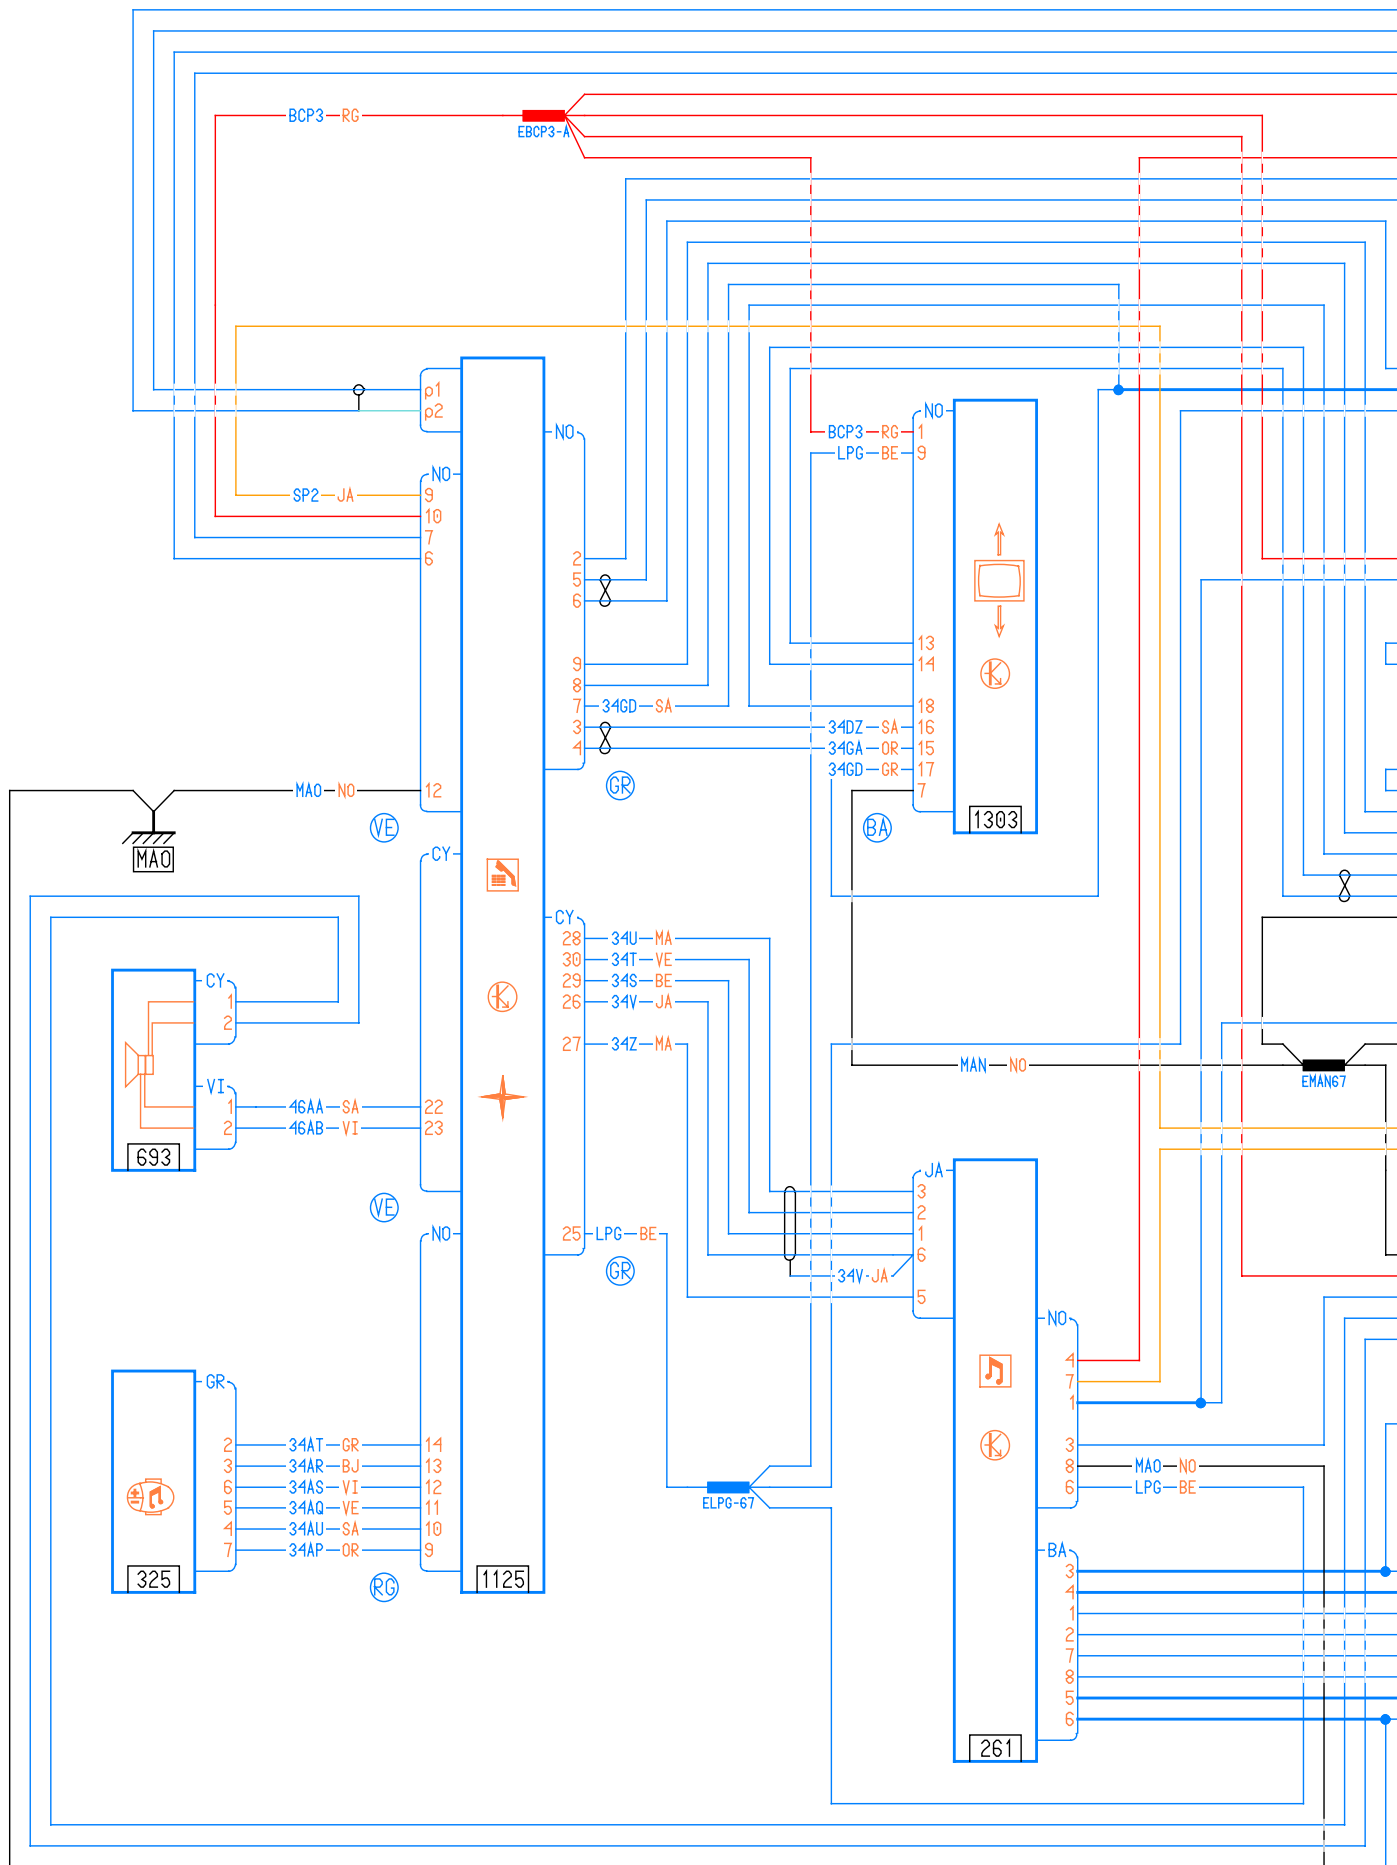 BCP3 RG
EBCP3-A
p1
p2
NO
NO
BCP3 RG 1
LPG BE 9
NO
SP2 JA 9
10
7
6
2
5
6
13
9
14
8
7 34GD SA
18
3
34DZ SA 16
4
34GA OR 15
34GD GR 17
MAO NO 12
GR
7
VE
BA
1303
MAO
CY
CY
28 34U MA
30 34T VE
CY
29 34S BE
1
26 34V JA
2
27 34Z MA
MAN NO
EMAN67
VI
1 46AA SA 22
2 46AB VI 23
693
JA
3
VE
2
NO
25 LPG BE
1
6
GR
34V JA
5
NO
4
GR
7
1
2 34AT GR 14
3
3 34AR BJ 13
8 MAO NO
6 34AS VI 12
6 LPG BE
ELPG-67
5 34AQ VE 11
4 34AU SA 10
7 34AP OR 9
BA
325
RG
1125
3
4
1
2
7
8
5
6
261